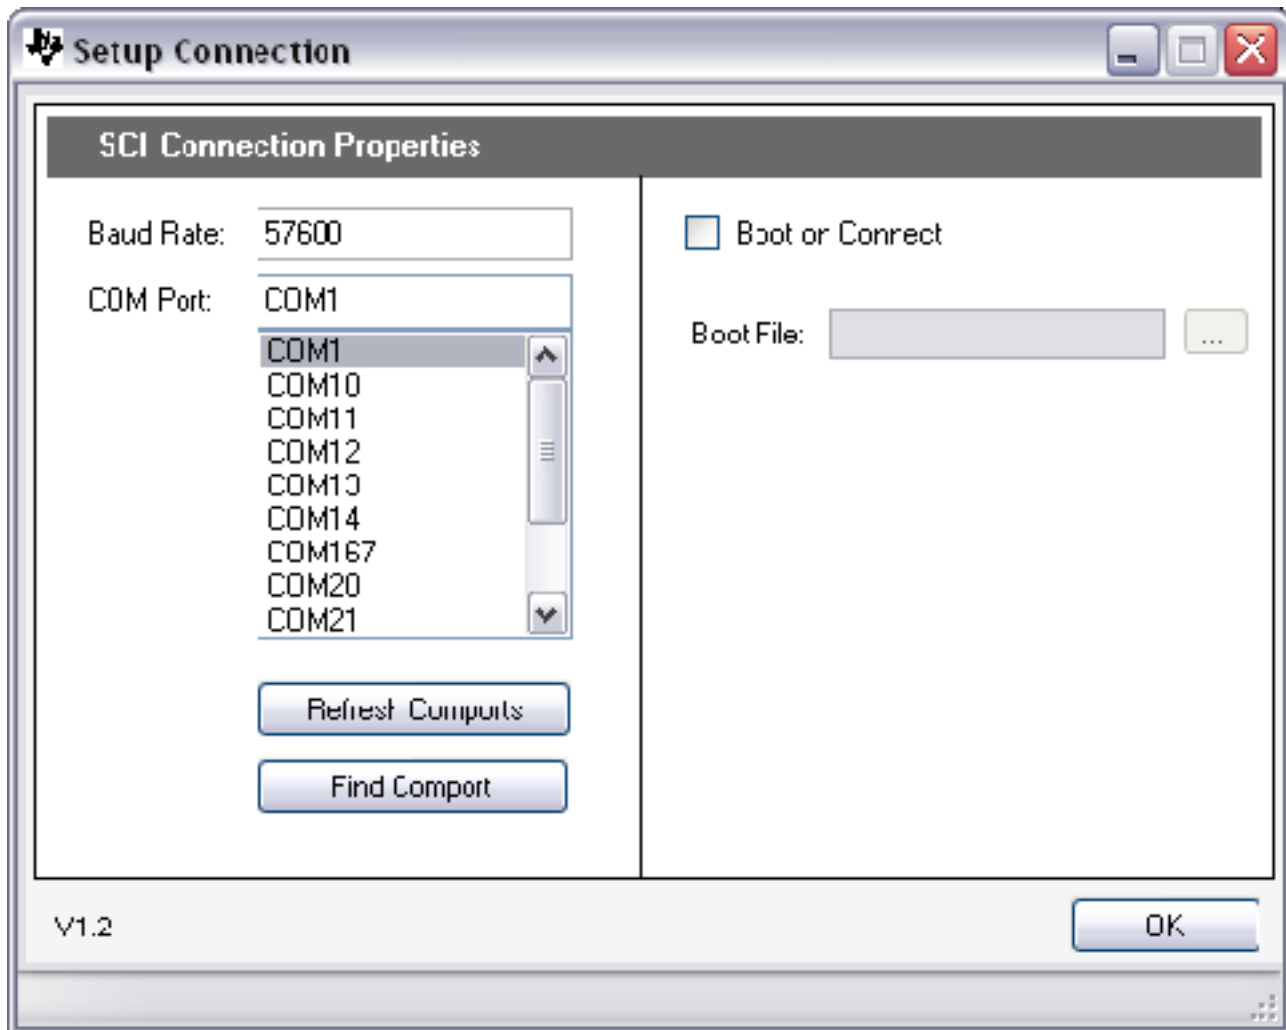 Setup Connection
SCI Connection Properties
Baud Rate: 57600
COM Port: COM1
COM1
COM10
COM11
COM12
COM13
COM14
COM167
COM20
COM21
Refresh Comports
Find Comport
Boot on Connect
Boot File:
...
V1.2
OK